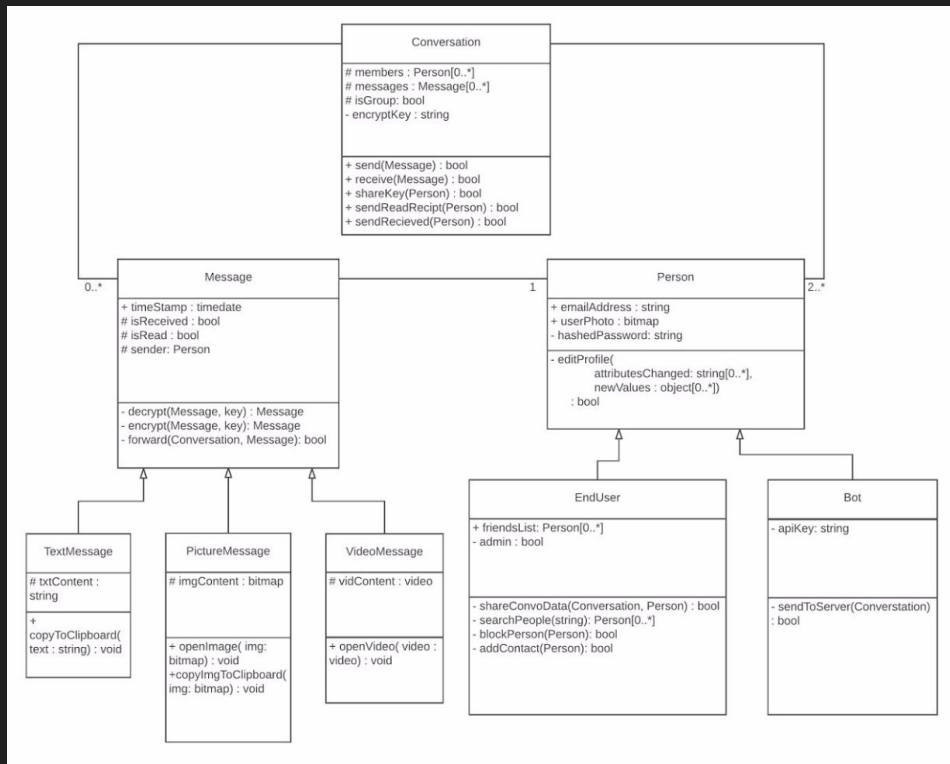 Conversation
# members : Person[0..*]
# messages : Message[0..*]
# isGroup: bool
- encryptKey : string
+ send(Message) : bool
+ receive(Message) : bool
+ shareKey(Person) : bool
+ sendReadRecipt(Person) : bool
+ sendRecieved(Person) : bool
0..*
Message
+ timeStamp : timedate
# isReceived : bool
# isRead : bool
# sender: Person
- decrypt(Message, key) : Message
- encrypt(Message, key): Message
- forward(Conversation, Message): bool
1
Person
2..*
+ emailAddress : string
+ userPhoto : bitmap
- hashedPassword: string
- editProfile(
attributesChanged: string[0..*],
newValues : object[0..*])
: bool
TextMessage
# txtContent :
string
+
copyToClipboard(
text : string) : void
PictureMessage
# imgContent : bitmap
+ openImage( img:
bitmap) : void
+copyImgToClipboard(
img: bitmap) : void
VideoMessage
# vidContent : video
+ openVideo( video :
video) : void
EndUser
+ friendsList: Person[0..*]
- admin : bool
- shareConvoData(Conversation, Person) : bool
- searchPeople(string): Person[0..*]
- blockPerson(Person): bool
- addContact(Person): bool
Bot
- apiKey: string
- sendToServer(Converstation)
: bool